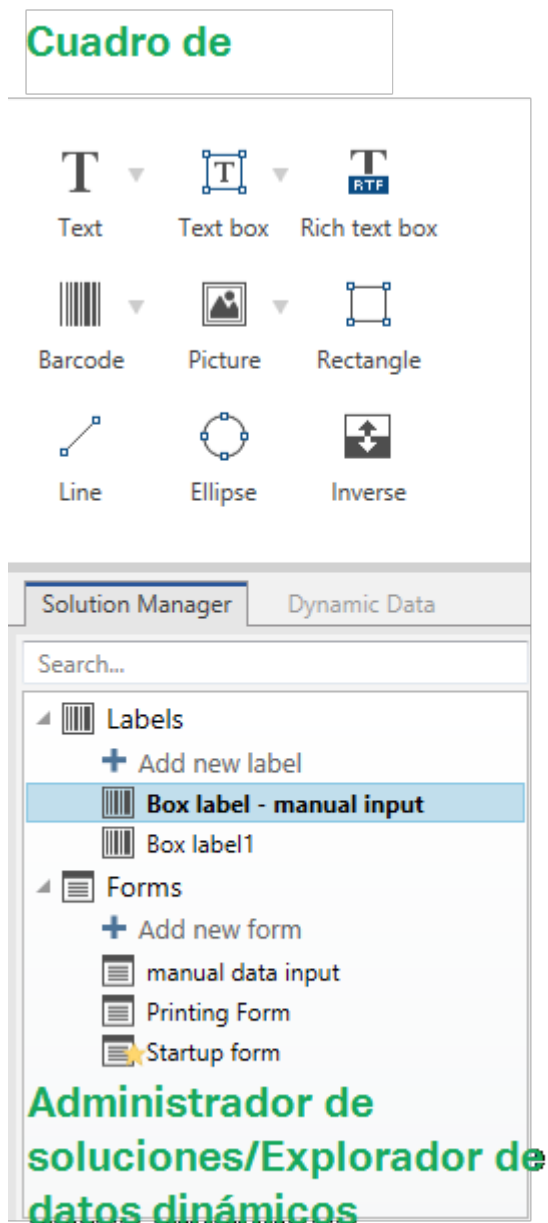 Cuadro de
T T T
RTF
Text Text box Rich text box
Barcode Picture Rectangle
Line Ellipse Inverse
Solution Manager Dynamic Data
Search...
Labels
Add new label
Box label - manual input
Box label1
Forms
Add new form
manual data input
Printing Form
Startup form
Administrador de
soluciones/Explorador de
datos dinámicos